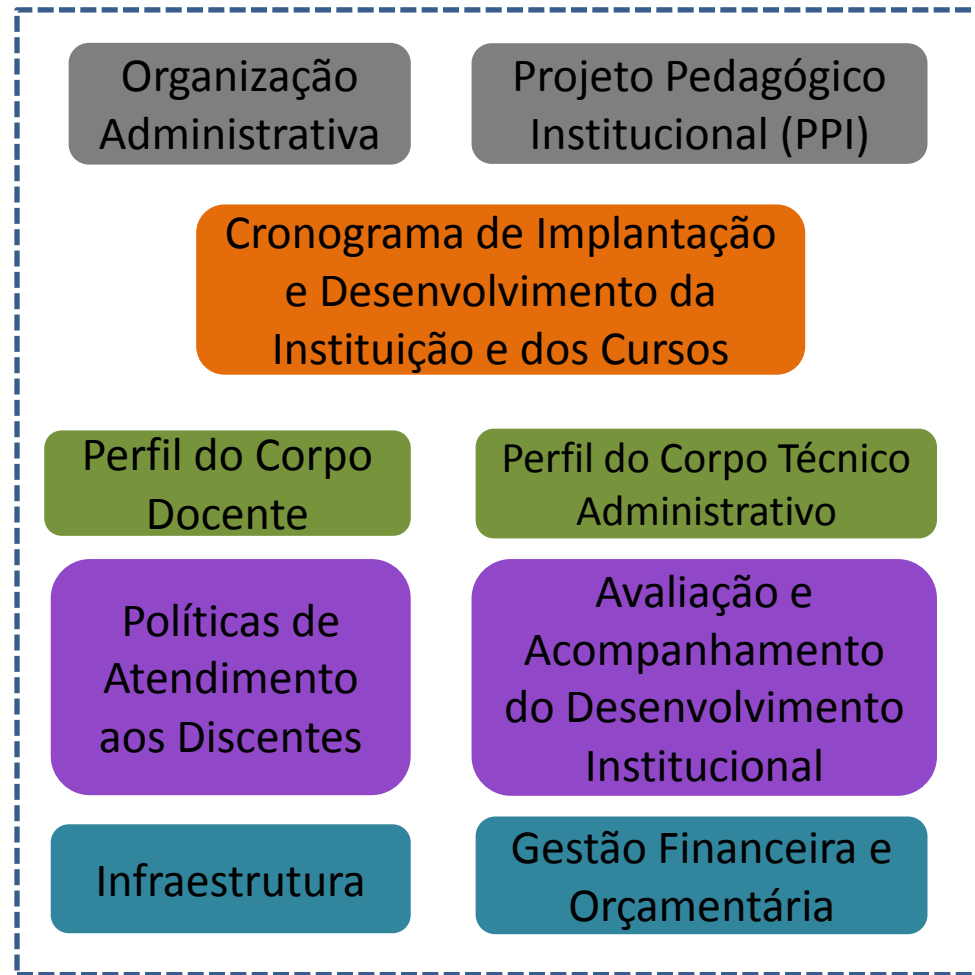 Organização
Administrativa
Projeto Pedagógico
Institucional (PPI)
Cronograma de Implantação
e Desenvolvimento da
Instituição e dos Cursos
Perfil do Corpo
Docente
Perfil do Corpo Técnico
Administrativo
Políticas de
Atendimento
aos Discentes
Avaliação e
Acompanhamento
do Desenvolvimento
Institucional
Infraestrutura
Gestão Financeira e
Orçamentária